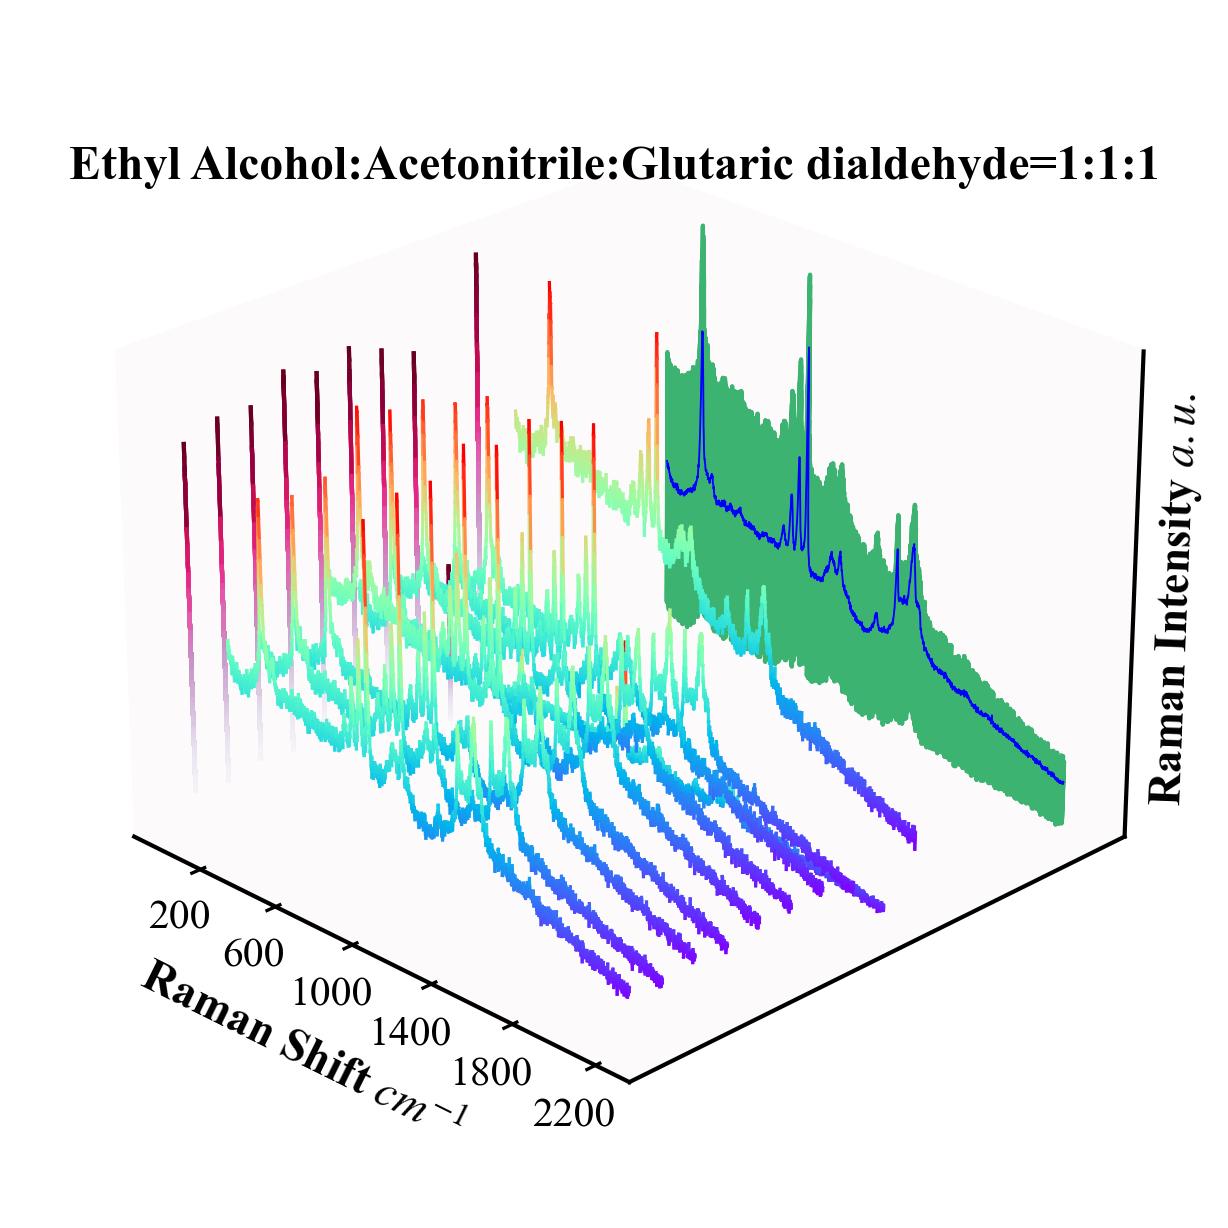 Ethyl Alcohol:Acetonitrile:Glutaric dialdehyde=1:1:1
Raman Intensity a. u.
200
600
1000
1400
1800
2200
Raman Shift cm⁻¹